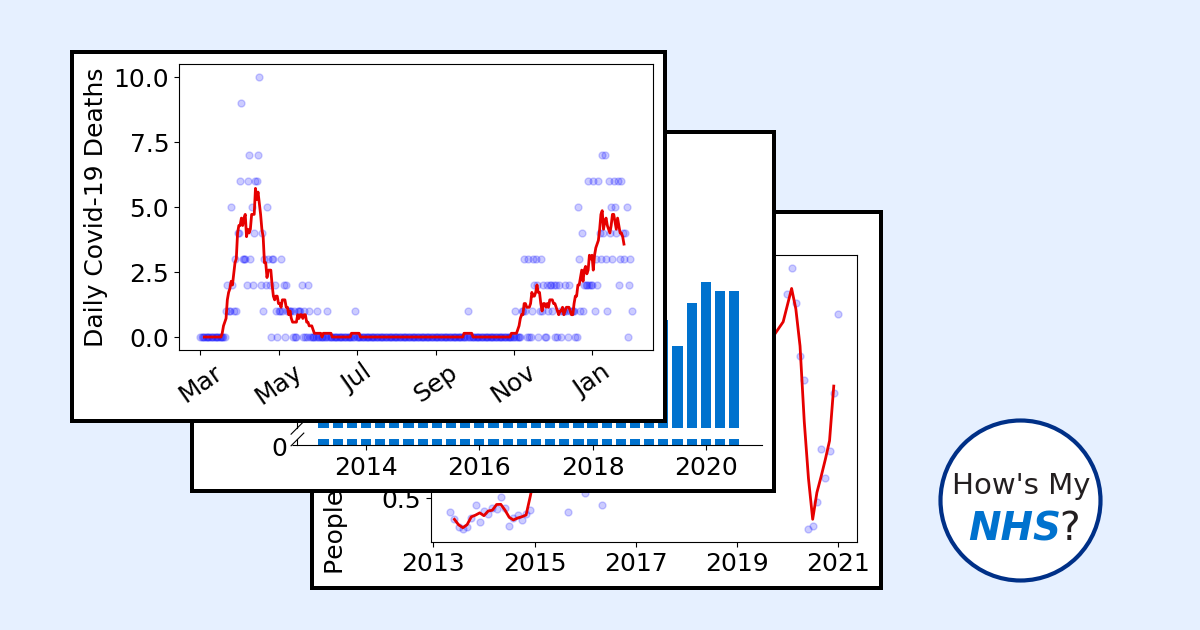 Daily Covid-19 Deaths
10.0
7.5
5.0
2.5
0.0
Mar May Jul Sep Nov Jan
0
2014 2016 2018 2020
People
0.5
2013 2015 2017 2019 2021
How's My
NHS?